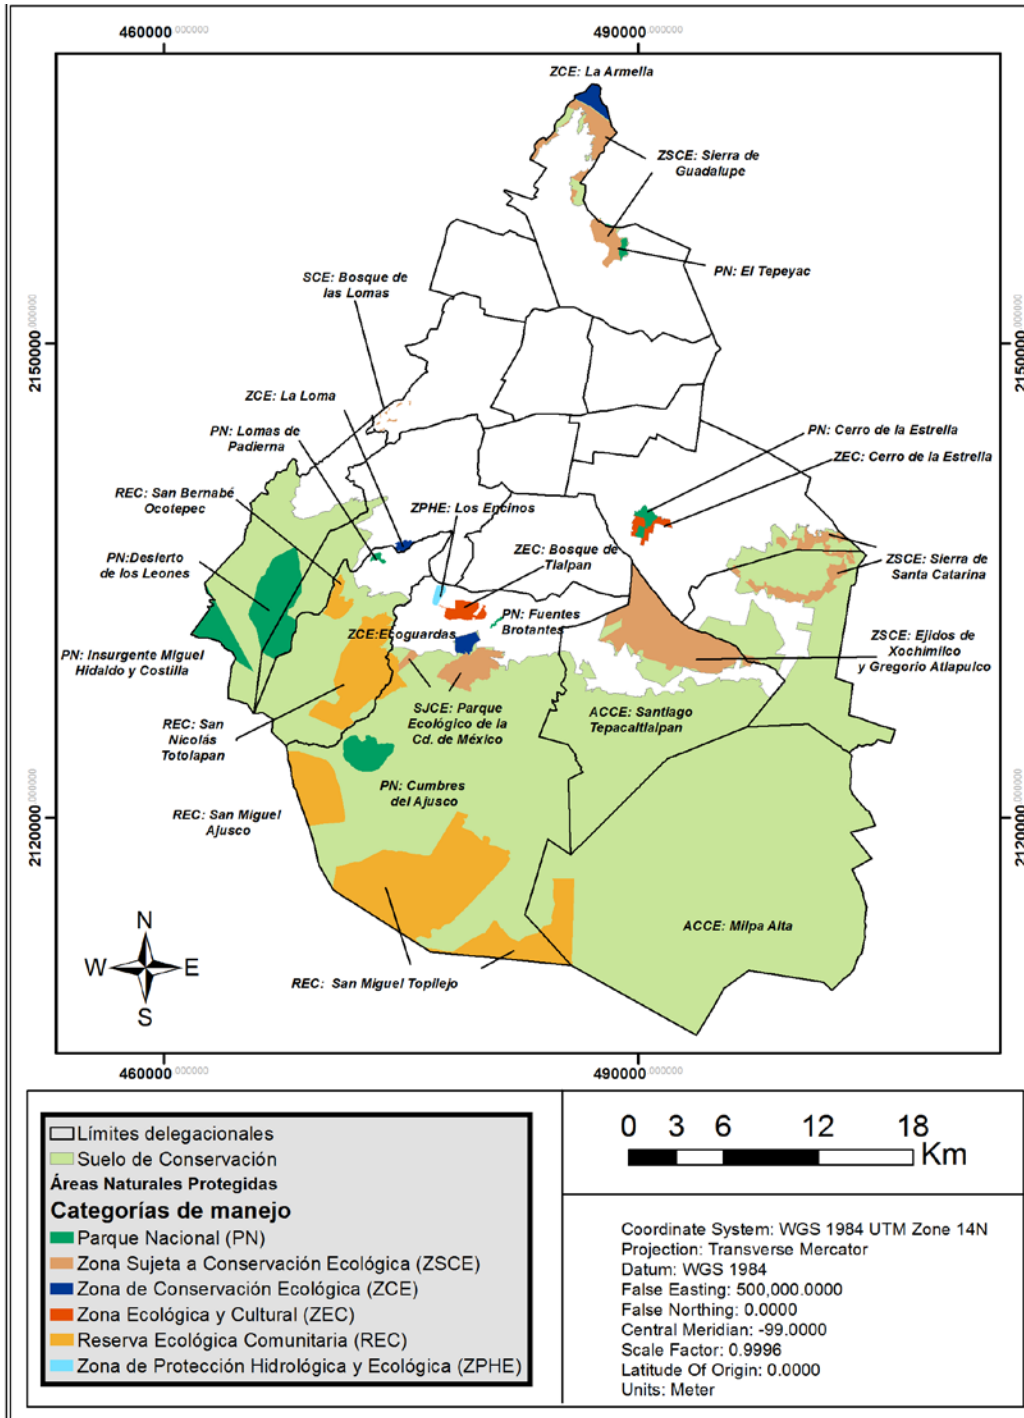 460000.000000
490000.000000
ZCE: La Armella
ZSCE: Sierra de
Guadalupe
PN: El Tepeyac
SCE: Bosque de
las Lomas
2150000.000000
2150000.000000
ZCE: La Loma
PN: Lomas de
Padierna
PN: Cerro de la Estrella
ZEC: Cerro de la Estrella
REC: San Bernabé
Ocotepec
ZPHE: Los Encinos
ZEC: Bosque de
Tlalpan
PN:Desierto
de los Leones
ZSCE: Sierra de
Santa Catarina
PN: Fuentes
Brotantes
ZCE:Ecoguardas
ZSCE: Ejidos de
Xochimilco
y Gregorio Atlapulco
PN: Insurgente Miguel
Hidaldo y Costilla
SJCE: Parque
Ecológico de la
Cd. de México
ACCE: Santiago
Tepacaltlalpan
REC: San
Nicolás
Totolapan
PN: Cumbres
del Ajusco
REC: San Miguel
Ajusco
2120000.000000
2120000.000000
ACCE: Milpa Alta
REC: San Miguel Topilejo
N
W
E
S
460000.000000
490000.000000
Límites delegacionales
Suelo de Conservación
Áreas Naturales Protegidas
Categorías de manejo
Parque Nacional (PN)
Zona Sujeta a Conservación Ecológica (ZSCE)
Zona de Conservación Ecológica (ZCE)
Zona Ecológica y Cultural (ZEC)
Reserva Ecológica Comunitaria (REC)
Zona de Protección Hidrológica y Ecológica (ZPHE)
0 3 6 12 18
Km
Coordinate System: WGS 1984 UTM Zone 14N
Projection: Transverse Mercator
Datum: WGS 1984
False Easting: 500,000.0000
False Northing: 0.0000
Central Meridian: -99.0000
Scale Factor: 0.9996
Latitude Of Origin: 0.0000
Units: Meter